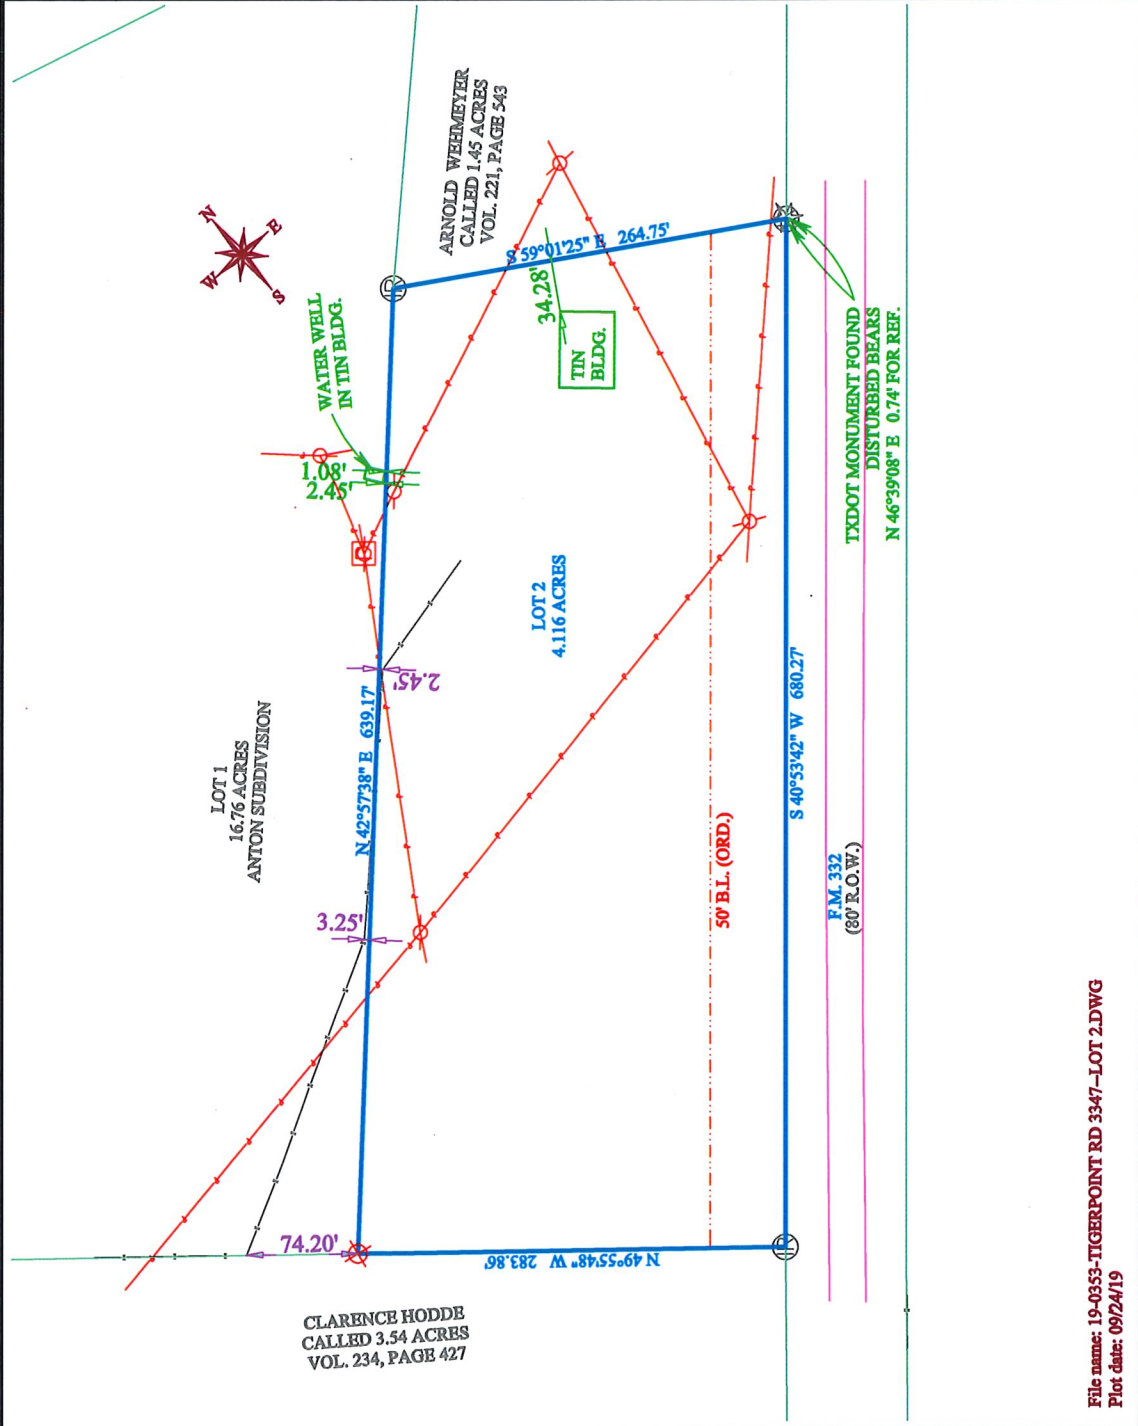 ARNOLD WEHMEYER
CALLED 1.45 ACRES
VOL. 221, PAGE 543
N
E
S
W
WATER WELL
IN TIN BLDG.
S 59°01'25" E 264.75'
34.28'
TIN
BLDG.
1.08'
2.45'
TXDOT MONUMENT FOUND
DISTURBED BEARS
N 46°39'08" E 0.74' FOR REF.
LOT 2
4.116 ACRES
2.45'
N 42°57'38" E 639.17'
LOT 1
16.76 ACRES
ANTON SUBDIVISION
S 40°53'42" W 680.27'
50' B.L. (ORD.)
F.M. 332
(80' R.O.W.)
3.25'
74.20'
N 49°55'48" W 283.86'
IR
IR
CLARENCE HODDE
CALLED 3.54 ACRES
VOL. 234, PAGE 427
File name: 19-0353-TIGERPOINT RD 3347-LOT 2.DWG
Plot date: 09/24/19